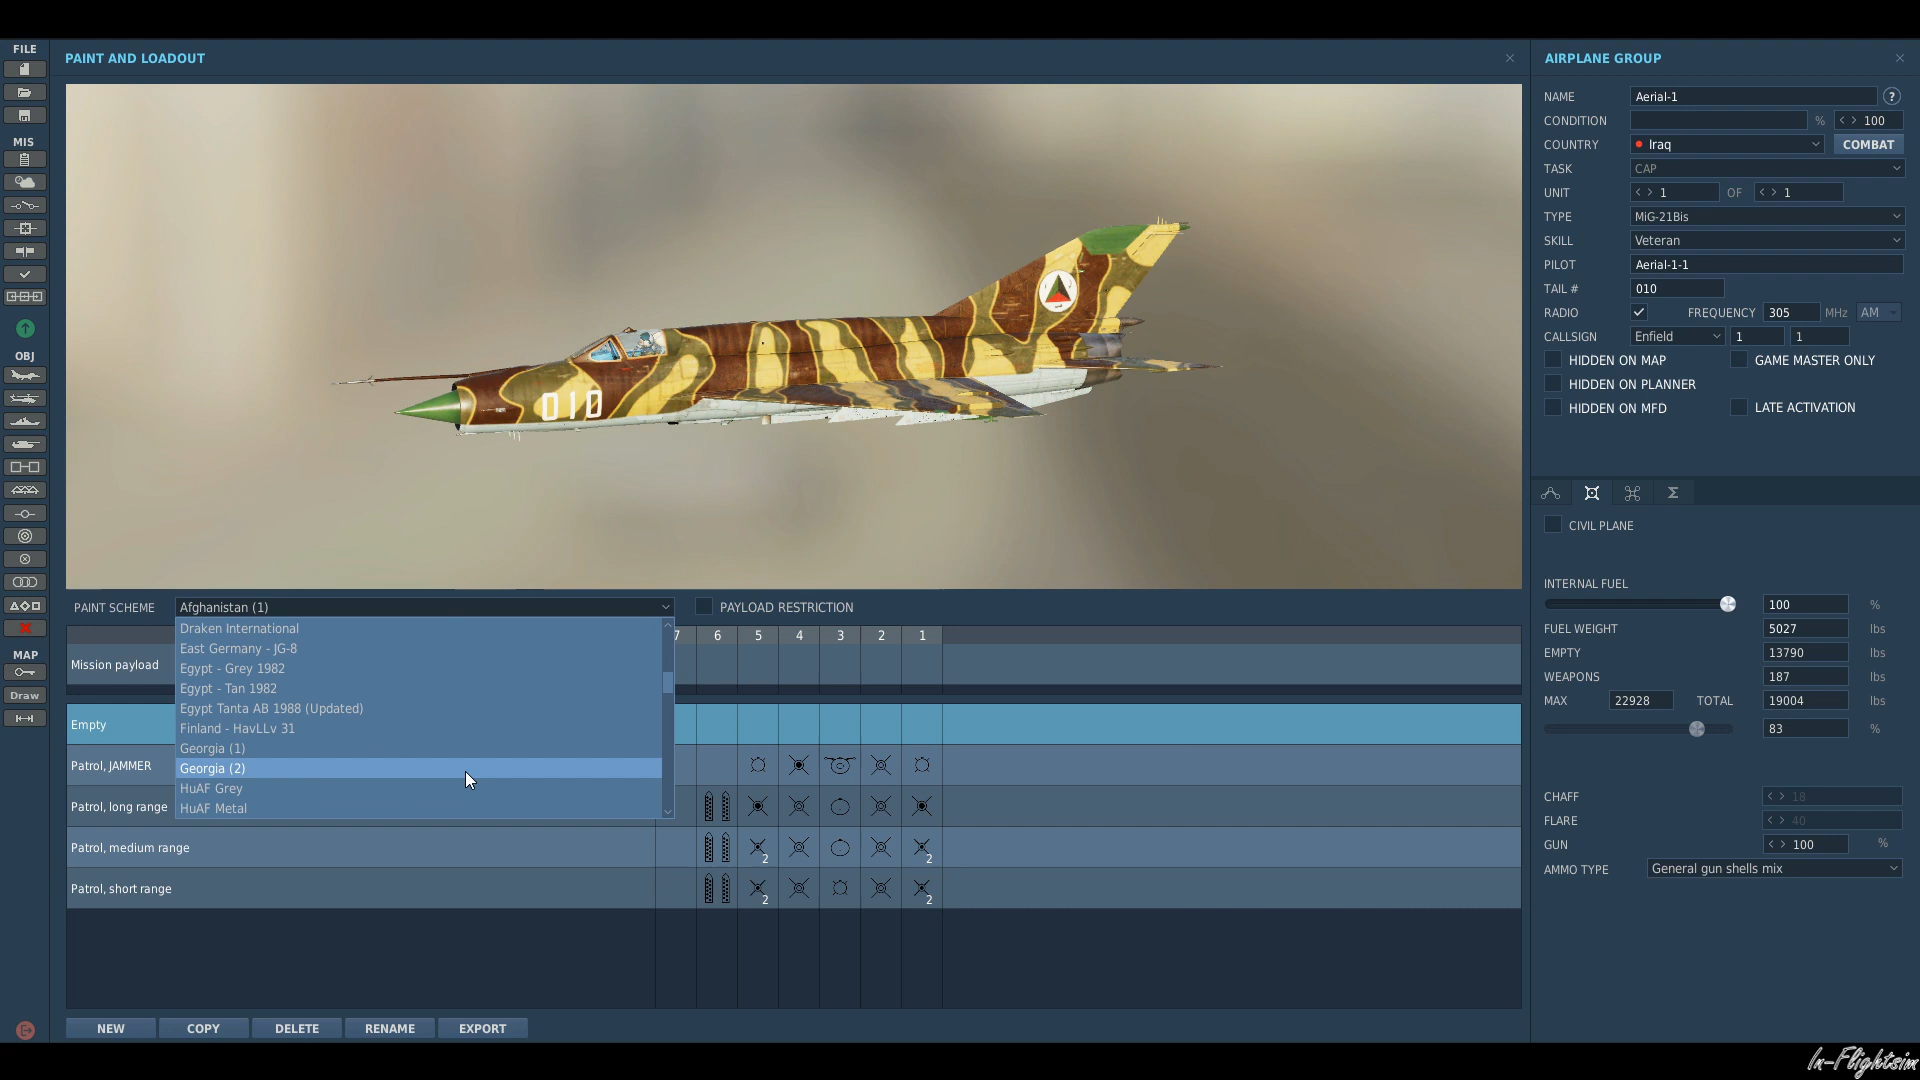 FILE
MIS
OBJ
MAP
Draw
PAINT AND LOADOUT
010
PAINT SCHEME Afghanistan (1) PAYLOAD RESTRICTION
Draken International
East Germany - JG-8
Egypt - Grey 1982
Egypt - Tan 1982
Egypt Tanta AB 1988 (Updated)
Finland - HavLLv 31
Georgia (1)
Georgia (2)
HuAF Grey
HuAF Metal
7 6 5 4 3 2 1
Mission payload
Empty
Patrol, JAMMER
Patrol, long range
Patrol, medium range 2 2
Patrol, short range 2 2
NEW COPY DELETE RENAME EXPORT
AIRPLANE GROUP
NAME Aerial-1 ?
CONDITION % < > 100
COUNTRY Iraq COMBAT
TASK CAP
UNIT < > 1 OF < > 1
TYPE MiG-21Bis
SKILL Veteran
PILOT Aerial-1-1
TAIL # 010
RADIO FREQUENCY 305 MHz AM
CALLSIGN Enfield 1 1
HIDDEN ON MAP GAME MASTER ONLY
HIDDEN ON PLANNER
HIDDEN ON MFD LATE ACTIVATION
CIVIL PLANE
INTERNAL FUEL
100 %
FUEL WEIGHT 5027 lbs
EMPTY 13790 lbs
WEAPONS 187 lbs
MAX 22928 TOTAL 19004 lbs
83 %
CHAFF < > 18
FLARE < > 40
GUN < > 100 %
AMMO TYPE General gun shells mix
In-Flightsim